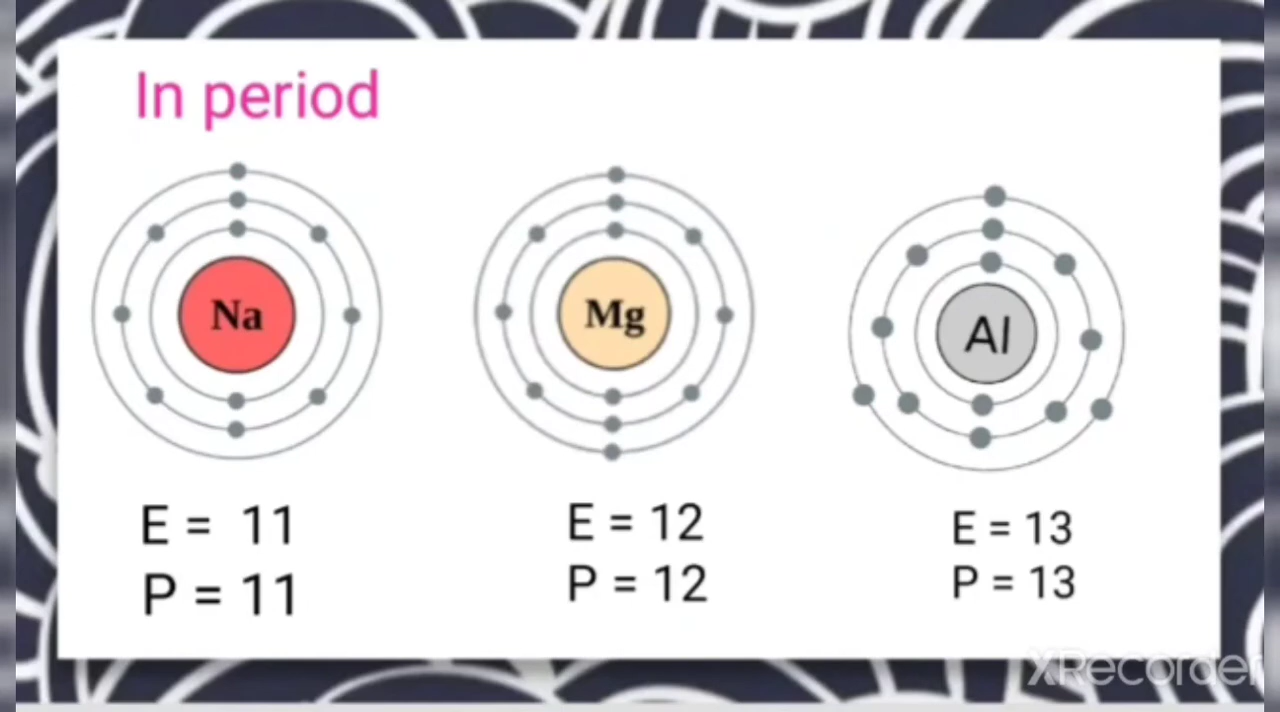 In period
Na
Mg
Al
E = 11
P = 11
E = 12
P = 12
E = 13
P = 13
XRecorder